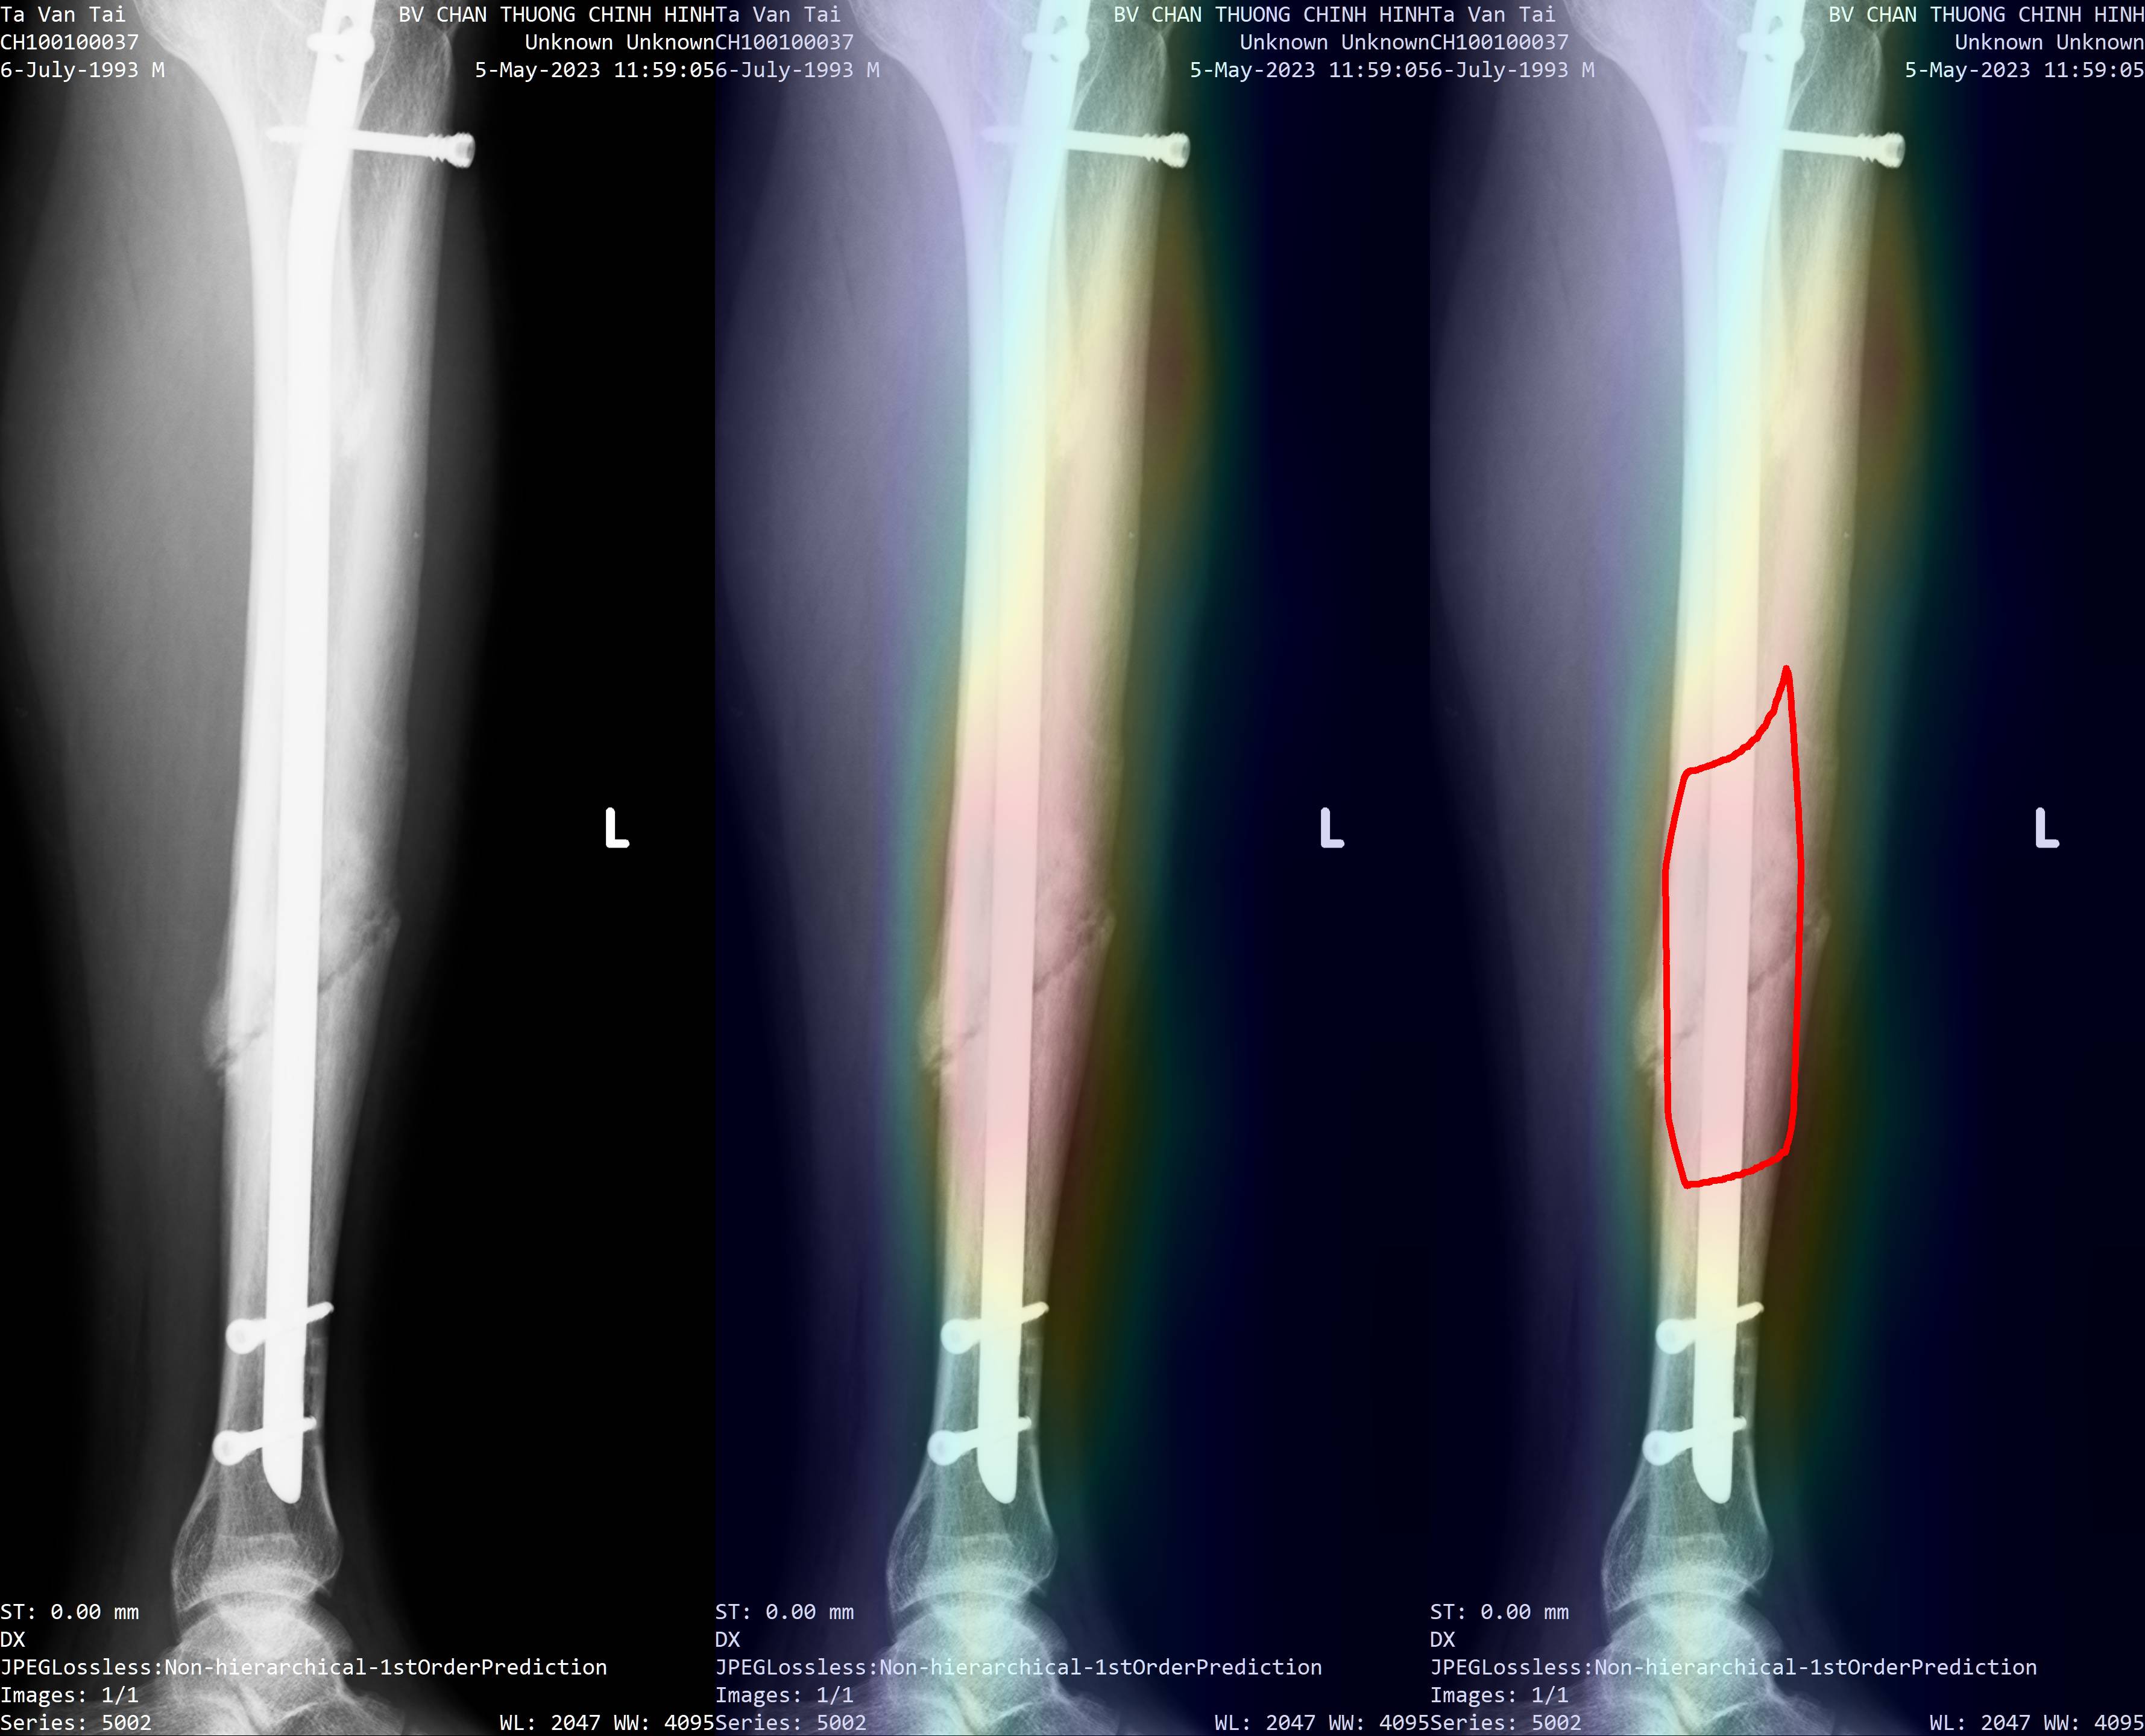 Ta Van Tai
CH100100037
6-July-1993 M
BV CHAN THUONG CHINH HINH
Unknown Unknown
5-May-2023 11:59:05
L
ST: 0.00 mm
DX
JPEGLossless:Non-hierarchical-1stOrderPrediction
Images: 1/1
Series: 5002
WL: 2047 WW: 4095
Ta Van Tai
CH100100037
6-July-1993 M
BV CHAN THUONG CHINH HINH
Unknown Unknown
5-May-2023 11:59:05
L
ST: 0.00 mm
DX
JPEGLossless:Non-hierarchical-1stOrderPrediction
Images: 1/1
Series: 5002
WL: 2047 WW: 4095
Ta Van Tai
CH100100037
6-July-1993 M
BV CHAN THUONG CHINH HINH
Unknown Unknown
5-May-2023 11:59:05
L
ST: 0.00 mm
DX
JPEGLossless:Non-hierarchical-1stOrderPrediction
Images: 1/1
Series: 5002
WL: 2047 WW: 4095